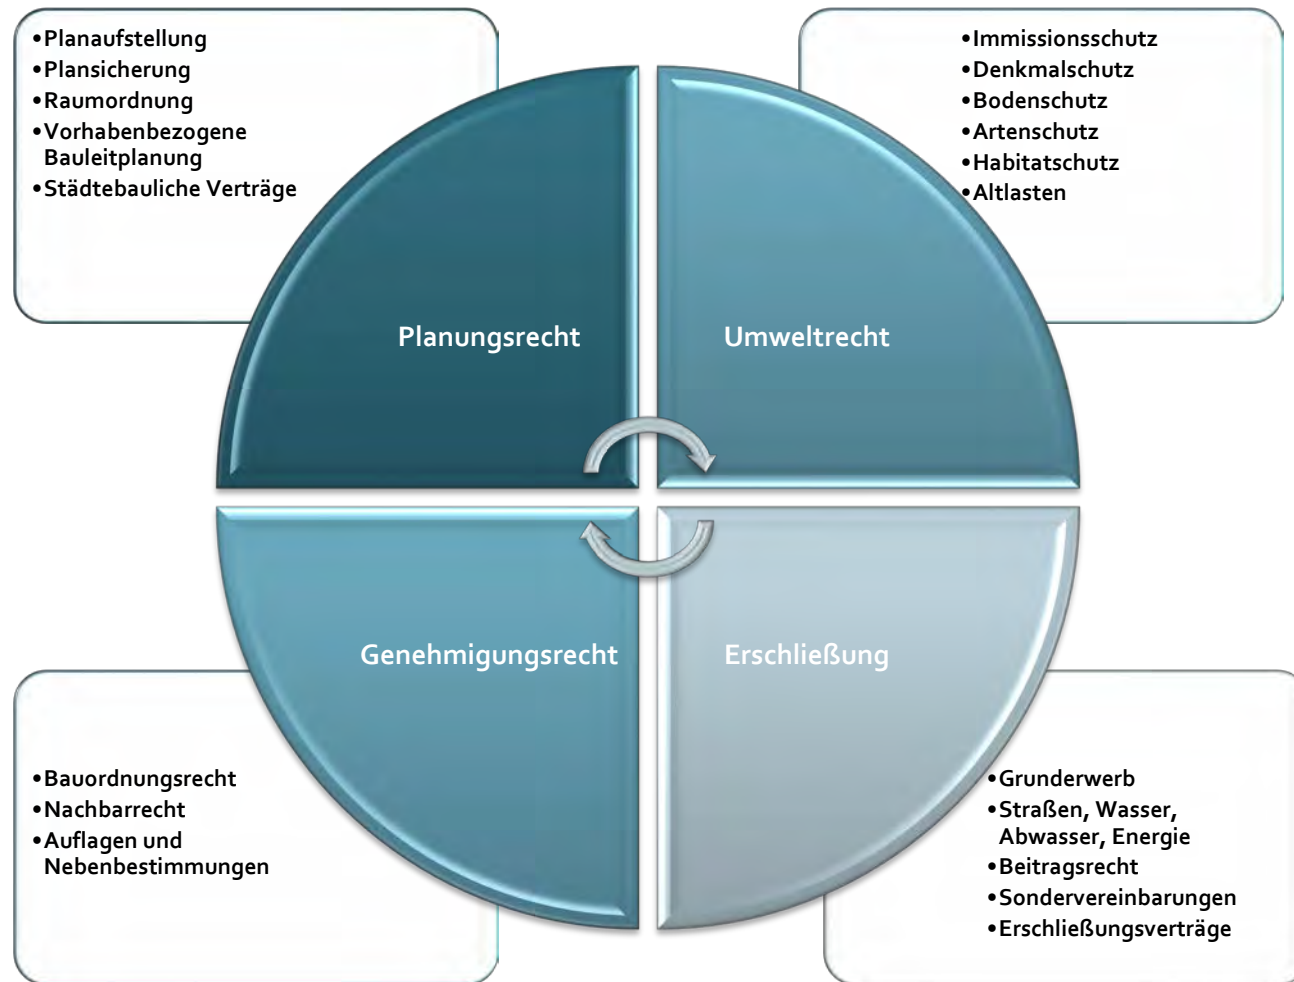 •Planaufstellung
•Plansicherung
•Raumordnung
•Vorhabenbezogene
Bauleitplanung
•Städtebauliche Verträge
•Immissionsschutz
•Denkmalschutz
•Bodenschutz
•Artenschutz
•Habitatschutz
•Altlasten
Planungsrecht
Umweltrecht
Genehmigungsrecht
Erschließung
•Bauordnungsrecht
•Nachbarrecht
•Auflagen und
Nebenbestimmungen
•Grunderwerb
•Straßen, Wasser,
Abwasser, Energie
•Beitragsrecht
•Sondervereinbarungen
•Erschließungsverträge